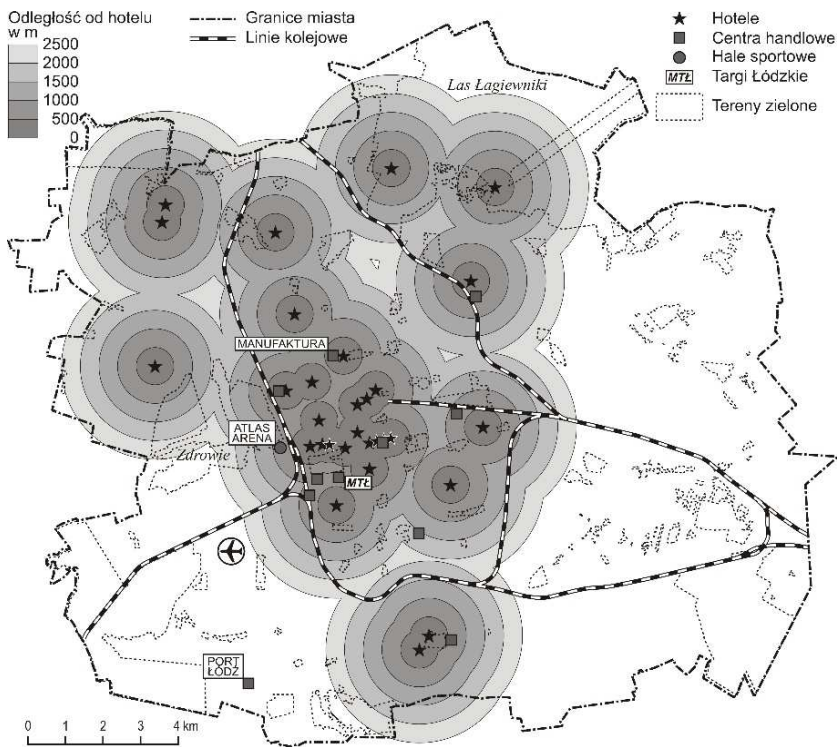 Odległość od hotelu
w m
2500
2000
1500
1000
500
0
Granice miasta
Linie kolejowe
Hotele
Centra handlowe
Hale sportowe
MTŁ Targi Łódzkie
Tereny zielone
Las Łagiewniki
MANUFAKTURA
ATLAS
ARENA
Zdrowie
MTŁ
PORT
ŁÓDŹ
0 1 2 3 4 km